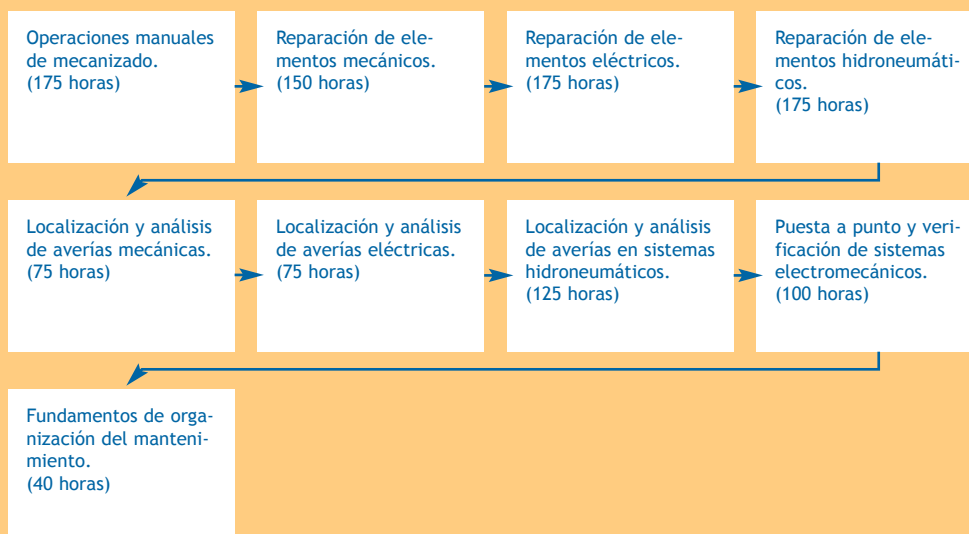 Operaciones manuales
de mecanizado.
(175 horas)
Reparación de ele-
mentos mecánicos.
(150 horas)
Reparación de ele-
mentos eléctricos.
(175 horas)
Reparación de ele-
mentos hidroneumáti-
cos.
(175 horas)
Localización y análisis
de averías mecánicas.
(75 horas)
Localización y análisis
de averías eléctricas.
(75 horas)
Localización y análisis
de averías en sistemas
hidroneumáticos.
(125 horas)
Puesta a punto y veri-
ficación de sistemas
electromecánicos.
(100 horas)
Fundamentos de orga-
nización del manteni-
miento.
(40 horas)